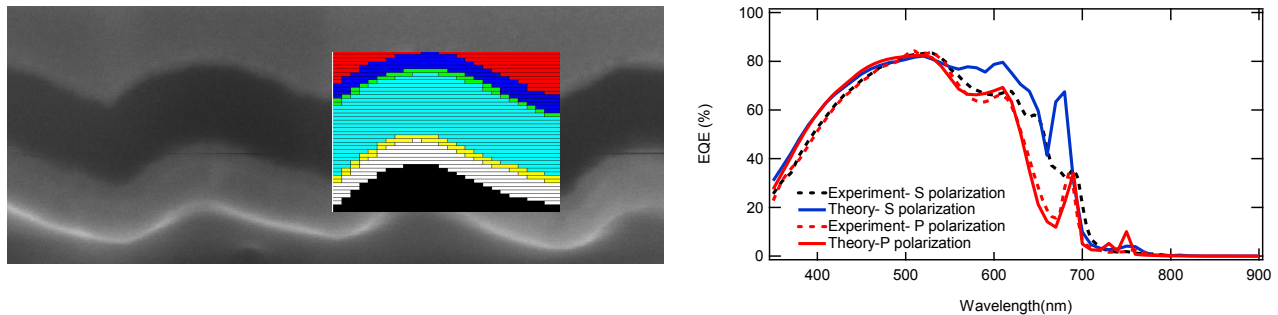 100
80
60
40
20
0
EQE (%)
Experiment- S polarization
Theory- S polarization
Experiment- P polarization
Theory-P polarization
400 500 600 700 800 900
Wavelength(nm)